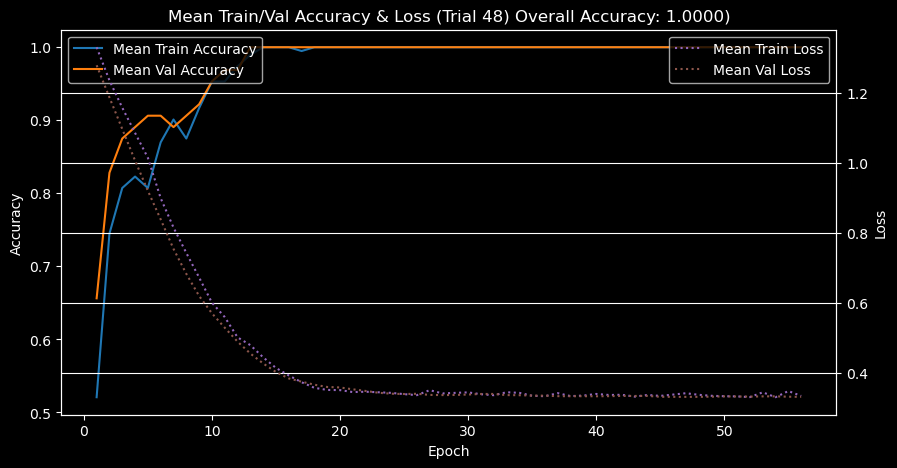 Mean Train/Val Accuracy & Loss (Trial 48) Overall Accuracy: 1.0000)
Mean Train Accuracy
Mean Val Accuracy
Mean Train Loss
Mean Val Loss
1.0
0.9
0.8
0.7
0.6
0.5
Accuracy
1.2
1.0
0.8
0.6
0.4
Loss
0 10 20 30 40 50
Epoch